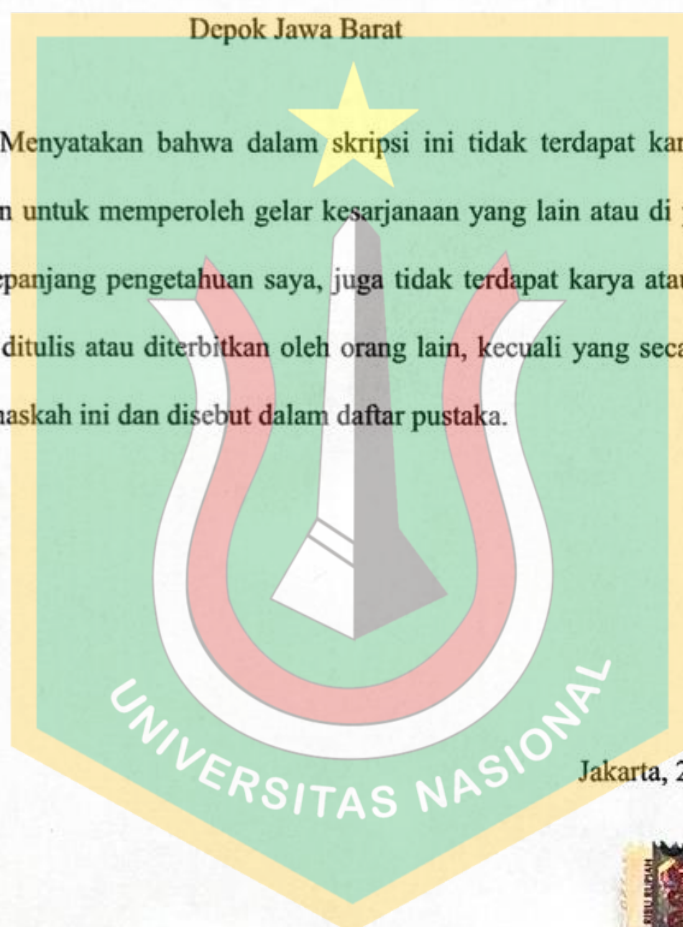 Depok Jawa Barat
Menyatakan bahwa dalam skripsi ini tidak terdapat kar
n untuk memperoleh gelar kesarjanaan yang lain atau di
epanjang pengetahuan saya, juga tidak terdapat karya atau
ditulis atau diterbitkan oleh orang lain, kecuali yang seca
naskah ini dan disebut dalam daftar pustaka.
UNIVERSITAS NASIONAL
Jakarta, 2
RIBU RUPIAH